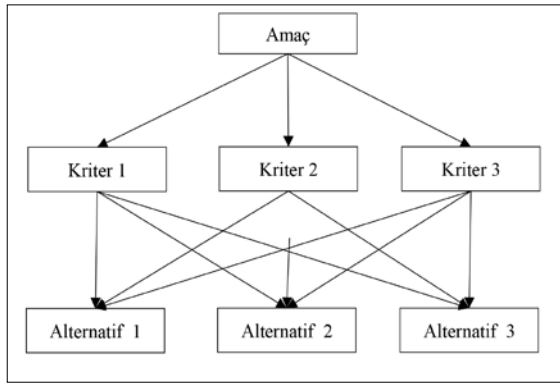 Amaç
Kriter 1
Kriter 2
Kriter 3
Alternatif 1
Alternatif 2
Alternatif 3